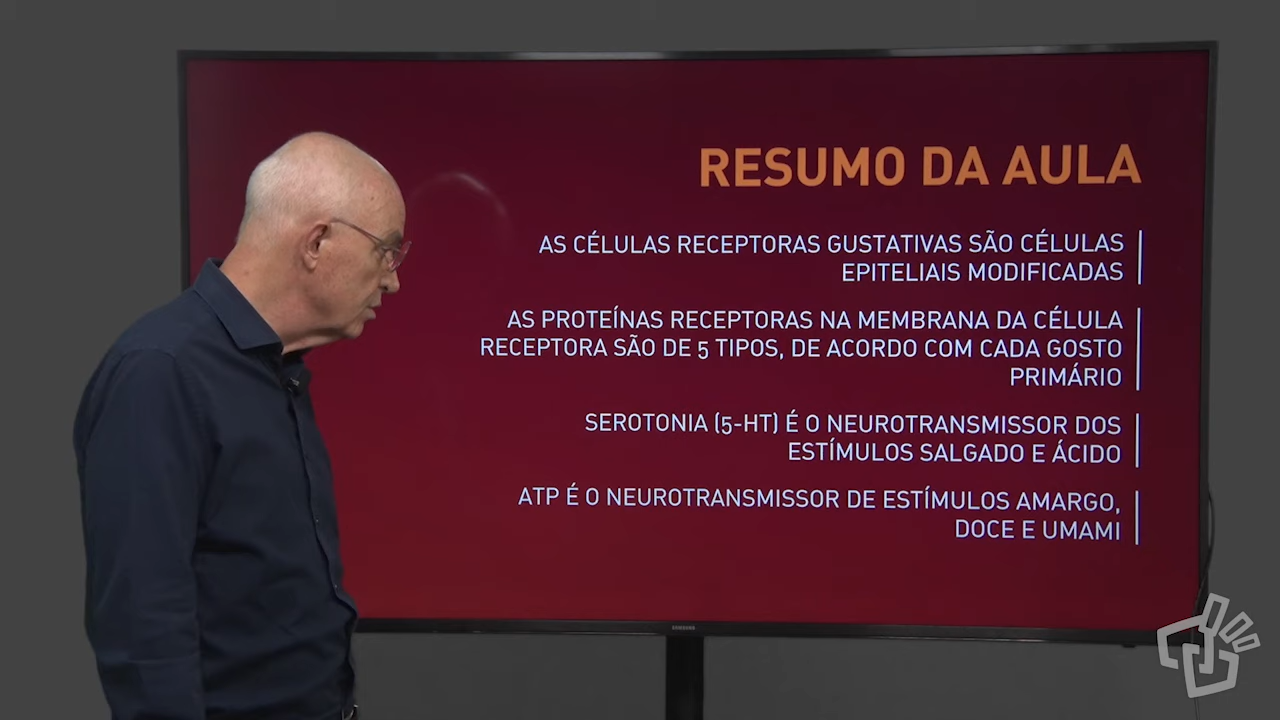 RESUMO DA AULA
AS CÉLULAS RECEPTORAS GUSTATIVAS SÃO CÉLULAS
EPITELIAIS MODIFICADAS
AS PROTEÍNAS RECEPTORAS NA MEMBRANA DA CÉLULA
RECEPTORA SÃO DE 5 TIPOS, DE ACORDO COM CADA GOSTO
PRIMÁRIO
SEROTONIA (5-HT) É O NEUROTRANSMISSOR DOS
ESTÍMULOS SALGADO E ÁCIDO
ATP É O NEUROTRANSMISSOR DE ESTÍMULOS AMARGO,
DOCE E UMAMI
SAMSUNG